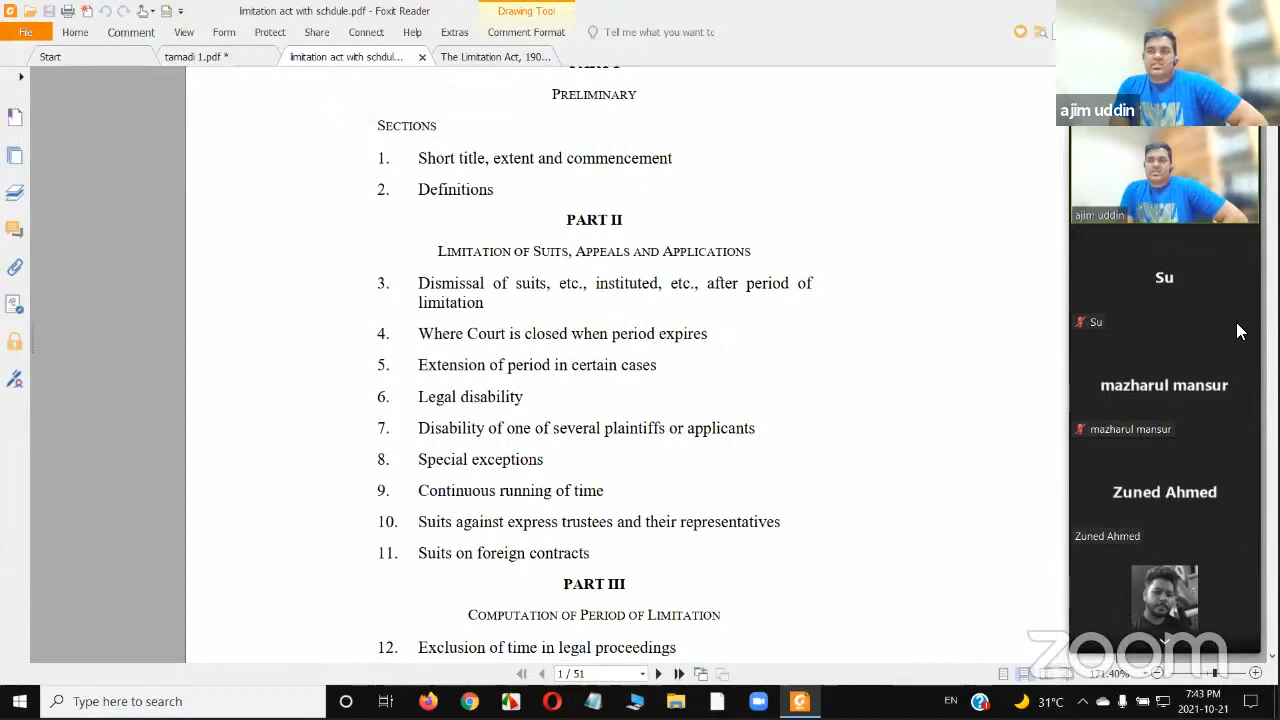 limitation act with schdule.pdf - Foxit Reader
Drawing Tool
File
Home
Comment
View
Form
Protect
Share
Connect
Help
Extras
Comment Format
Tell me what you want to
Start
tamadi 1.pdf *
limitation act with schdul...
The Limitation Act, 190...
PRELIMINARY
SECTIONS
1. Short title, extent and commencement
2. Definitions
PART II
LIMITATION OF SUITS, APPEALS AND APPLICATIONS
3. Dismissal of suits, etc., instituted, etc., after period of
limitation
4. Where Court is closed when period expires
5. Extension of period in certain cases
6. Legal disability
7. Disability of one of several plaintiffs or applicants
8. Special exceptions
9. Continuous running of time
10. Suits against express trustees and their representatives
11. Suits on foreign contracts
PART III
COMPUTATION OF PERIOD OF LIMITATION
12. Exclusion of time in legal proceedings
ajim uddin
ajim uddin
Su
Su
mazharul mansur
mazharul mansur
Zuned Ahmed
Zuned Ahmed
zoom
1 / 51
171.40%
Type here to search
EN
31°C
7:43 PM
2021-10-21